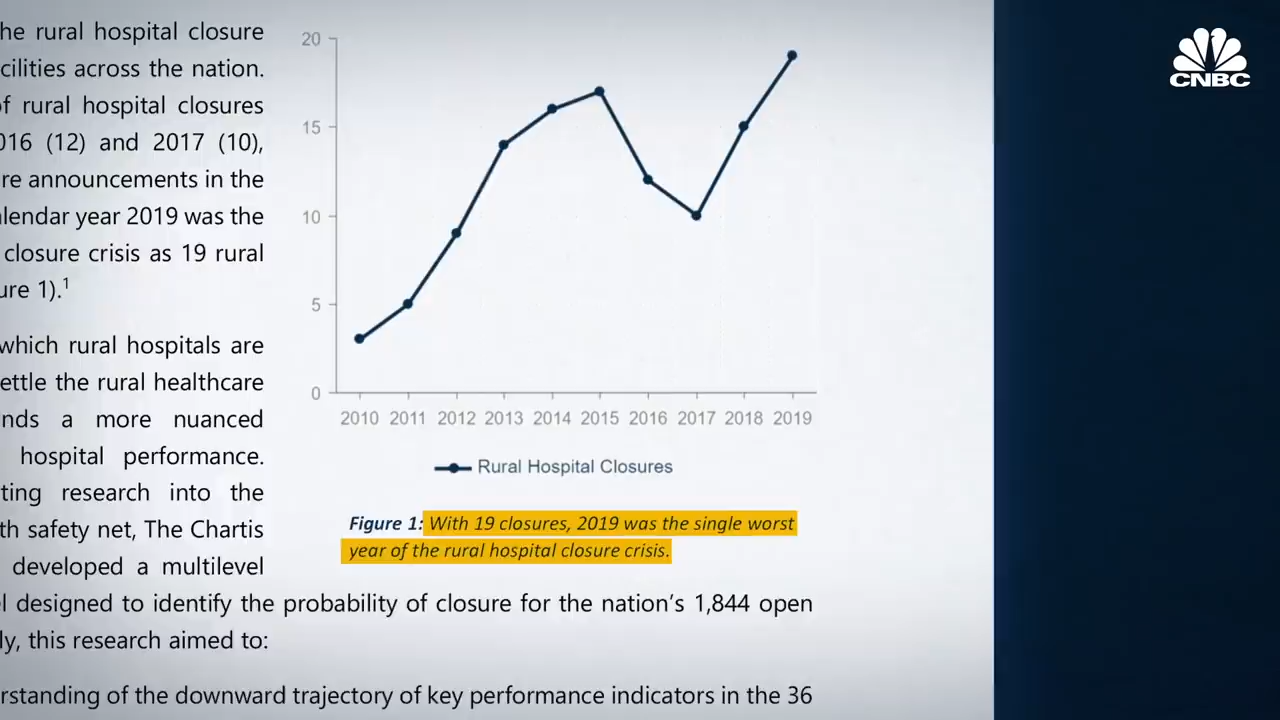 he rural hospital closure
cilities across the nation.
of rural hospital closures
016 (12) and 2017 (10),
re announcements in the
alendar year 2019 was the
closure crisis as 19 rural
ure 1).1
which rural hospitals are
ettle the rural healthcare
nds a more nuanced
hospital performance.
ting research into the
th safety net, The Chartis
developed a multilevel
el designed to identify the probability of closure for the nation's 1,844 open
ly, this research aimed to:
rstanding of the downward trajectory of key performance indicators in the 36
20
15
10
5
0
2010 2011 2012 2013 2014 2015 2016 2017 2018 2019
Rural Hospital Closures
Figure 1: With 19 closures, 2019 was the single worst
year of the rural hospital closure crisis.
CNBC